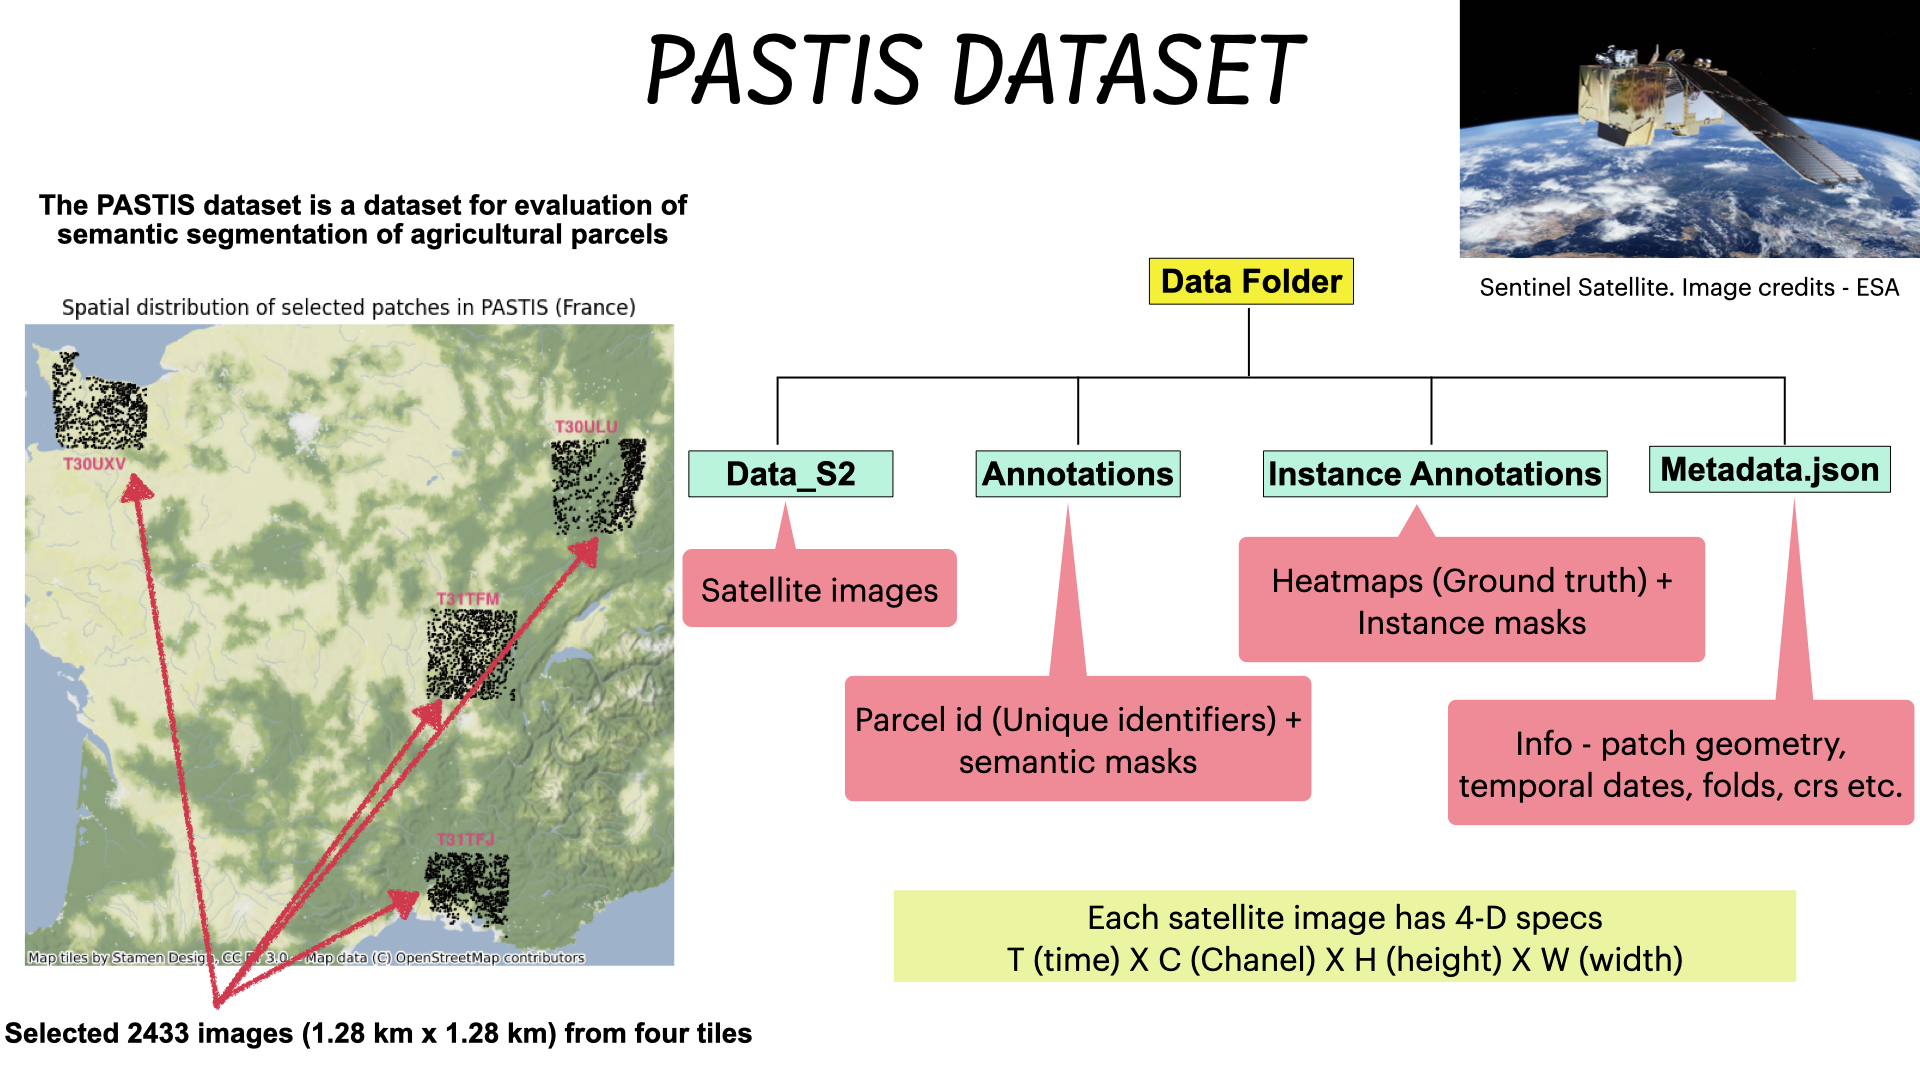 PASTIS DATASET
The PASTIS dataset is a dataset for evaluation of
semantic segmentation of agricultural parcels
Sentinel Satellite. Image credits - ESA
Spatial distribution of selected patches in PASTIS (France)
T30UXV
T30ULU
T31TFM
T31TFJ
Map tiles by Stamen Design, CC BY 3.0 -- Map data (C) OpenStreetMap contributors
Selected 2433 images (1.28 km x 1.28 km) from four tiles
Data Folder
Data_S2
Annotations
Instance Annotations
Metadata.json
Satellite images
Parcel id (Unique identifiers) +
semantic masks
Heatmaps (Ground truth) +
Instance masks
Info - patch geometry,
temporal dates, folds, crs etc.
Each satellite image has 4-D specs
T (time) X C (Chanel) X H (height) X W (width)